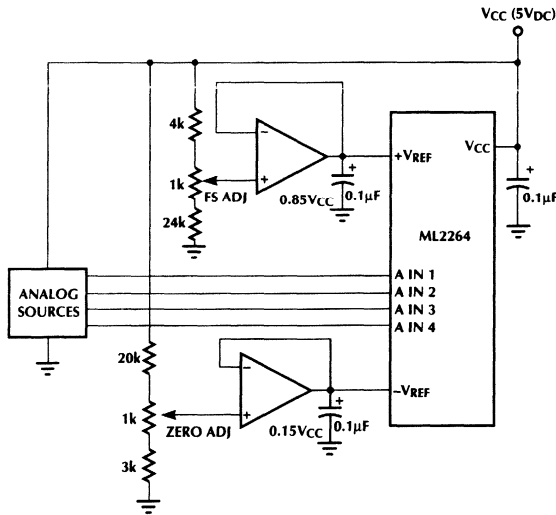 VCC (5VDC)
4k
1k
FS ADJ
24k
−
+
0.85VCC
+
0.1µF
+VREF
VCC
+
0.1µF
ML2264
ANALOG
SOURCES
A IN 1
A IN 2
A IN 3
A IN 4
20k
1k
ZERO ADJ
3k
−
+
0.15VCC
+
0.1µF
−VREF